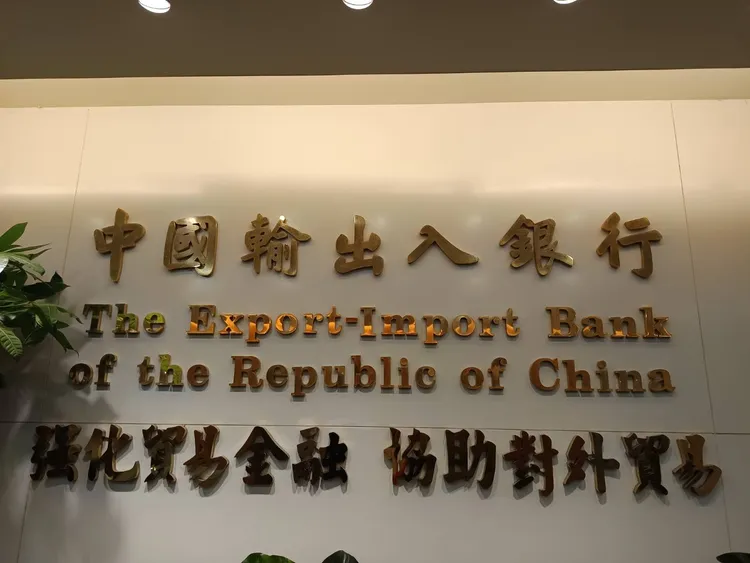 中國輸出入銀行
The Export-Import Bank
of the Republic of China
强化貿易金融 協助對外貿易